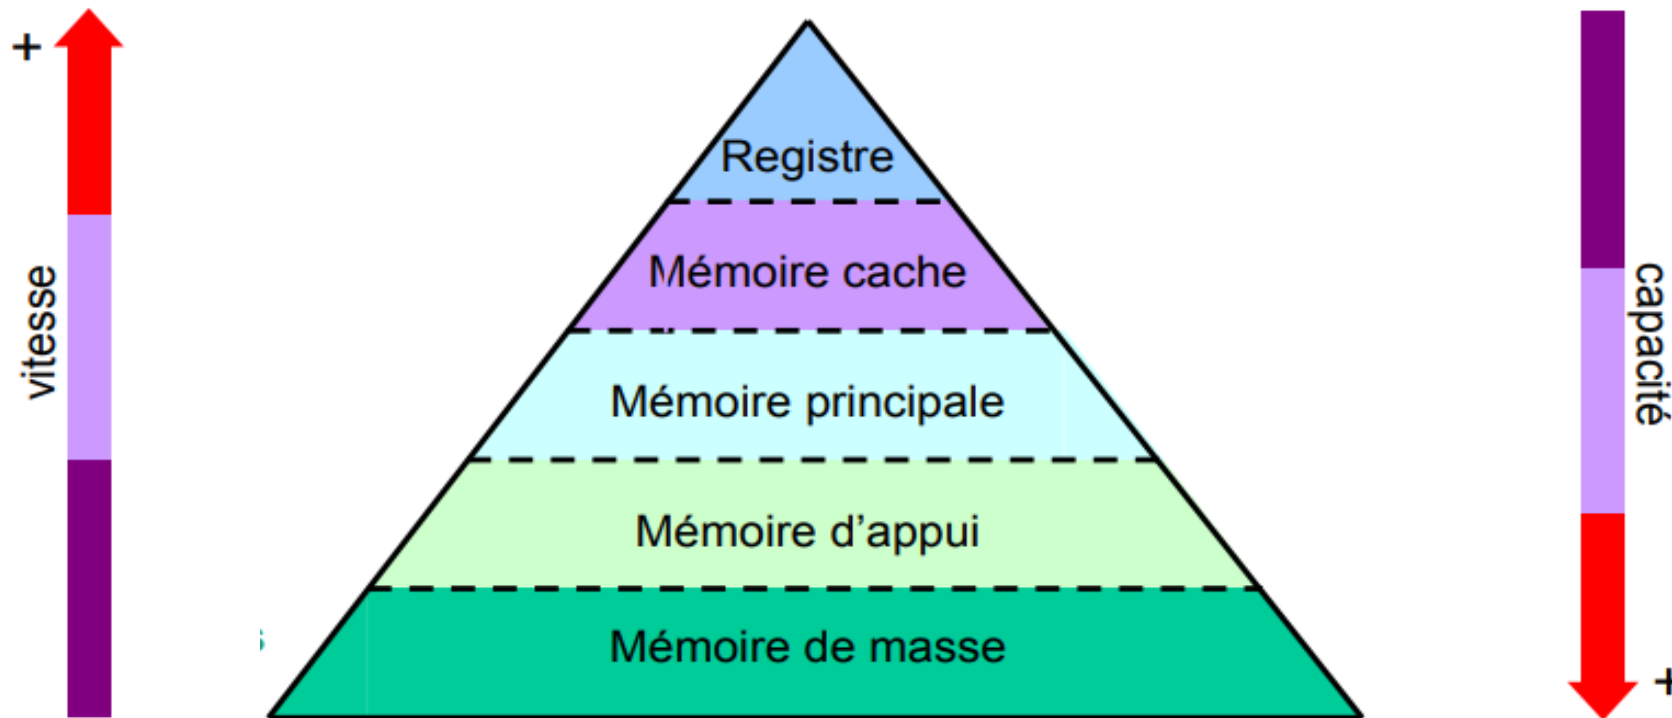 +
vitesse
Registre
Mémoire cache
Mémoire principale
Mémoire d'appui
Mémoire de masse
capacité
+